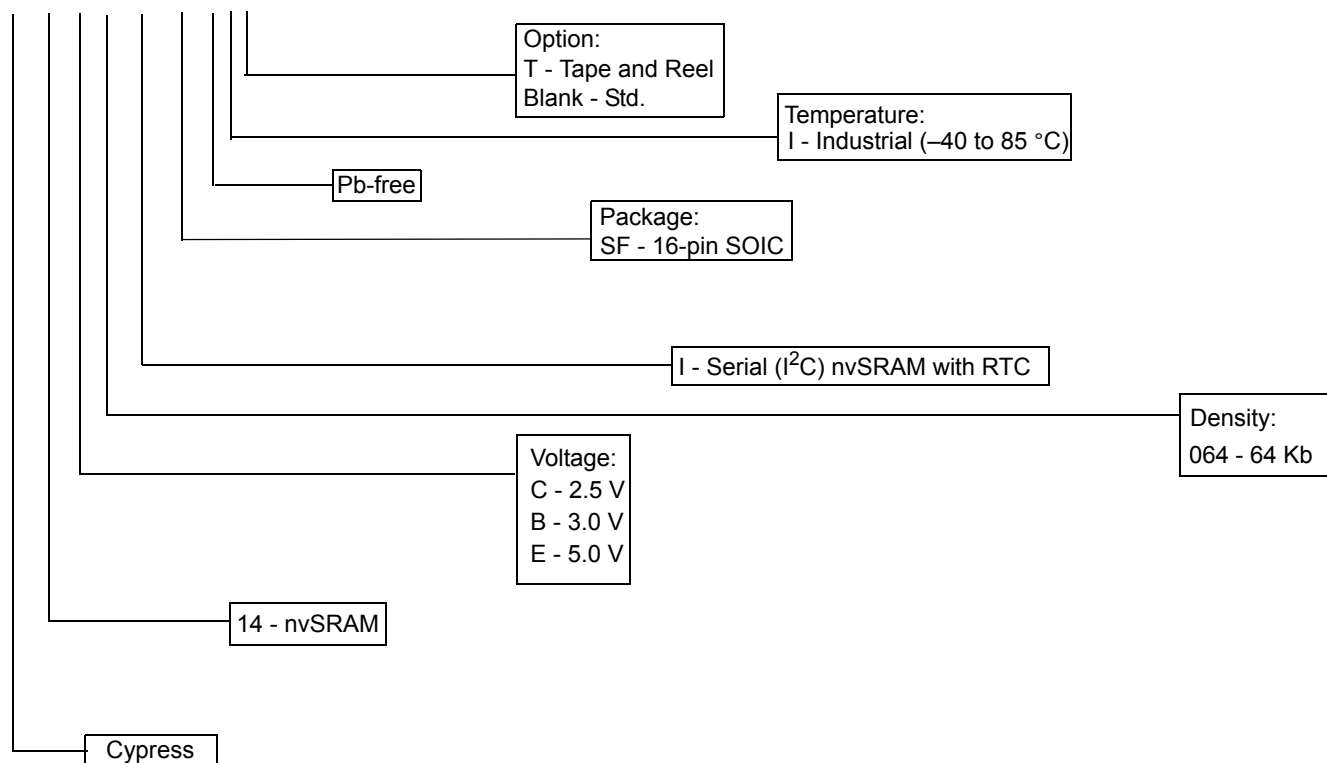 Option:
T - Tape and Reel
Blank - Std.
Temperature:
I - Industrial (–40 to 85 °C)
Pb-free
Package:
SF - 16-pin SOIC
I - Serial (I²C) nvSRAM with RTC
Density:
064 - 64 Kb
Voltage:
C - 2.5 V
B - 3.0 V
E - 5.0 V
14 - nvSRAM
Cypress